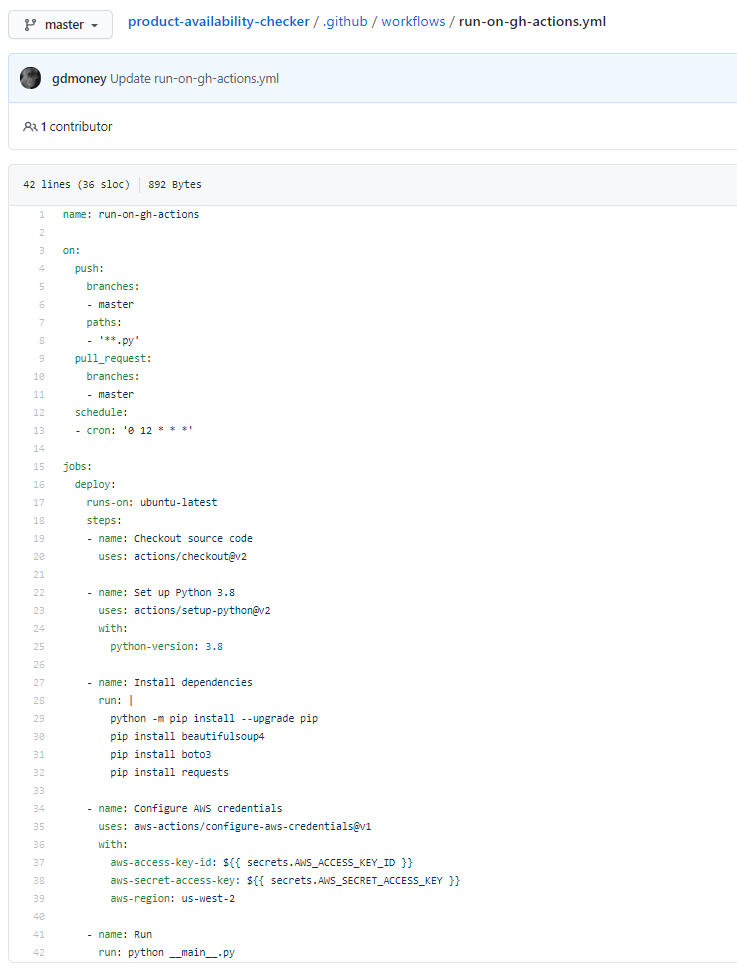 master product-availability-checker / .github / workflows / run-on-gh-actions.yml
gdmoney Update run-on-gh-actions.yml
1 contributor
42 lines (36 sloc) 892 Bytes
1 name: run-on-gh-actions
2
3 on:
4   push:
5     branches:
6     - master
7     paths:
8     - '**.py'
9   pull_request:
10     branches:
11     - master
12   schedule:
13   - cron: '0 12 * * *'
14
15 jobs:
16   deploy:
17     runs-on: ubuntu-latest
18     steps:
19     - name: Checkout source code
20       uses: actions/checkout@v2
21
22     - name: Set up Python 3.8
23       uses: actions/setup-python@v2
24       with:
25         python-version: 3.8
26
27     - name: Install dependencies
28       run: |
29         python -m pip install --upgrade pip
30         pip install beautifulsoup4
31         pip install boto3
32         pip install requests
33
34     - name: Configure AWS credentials
35       uses: aws-actions/configure-aws-credentials@v1
36       with:
37         aws-access-key-id: ${{ secrets.AWS_ACCESS_KEY_ID }}
38         aws-secret-access-key: ${{ secrets.AWS_SECRET_ACCESS_KEY }}
39         aws-region: us-west-2
40
41     - name: Run
42       run: python __main__.py